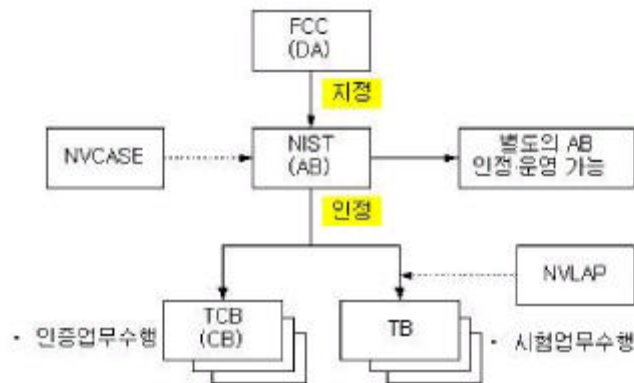 FCC
(DA)
지정
NVCASE
NIST
(AB)
별도의 AB
인정·운영 가능
인정
NVLAP
· 인증업무수행
TCB
(CB)
TB
· 시험업무수행